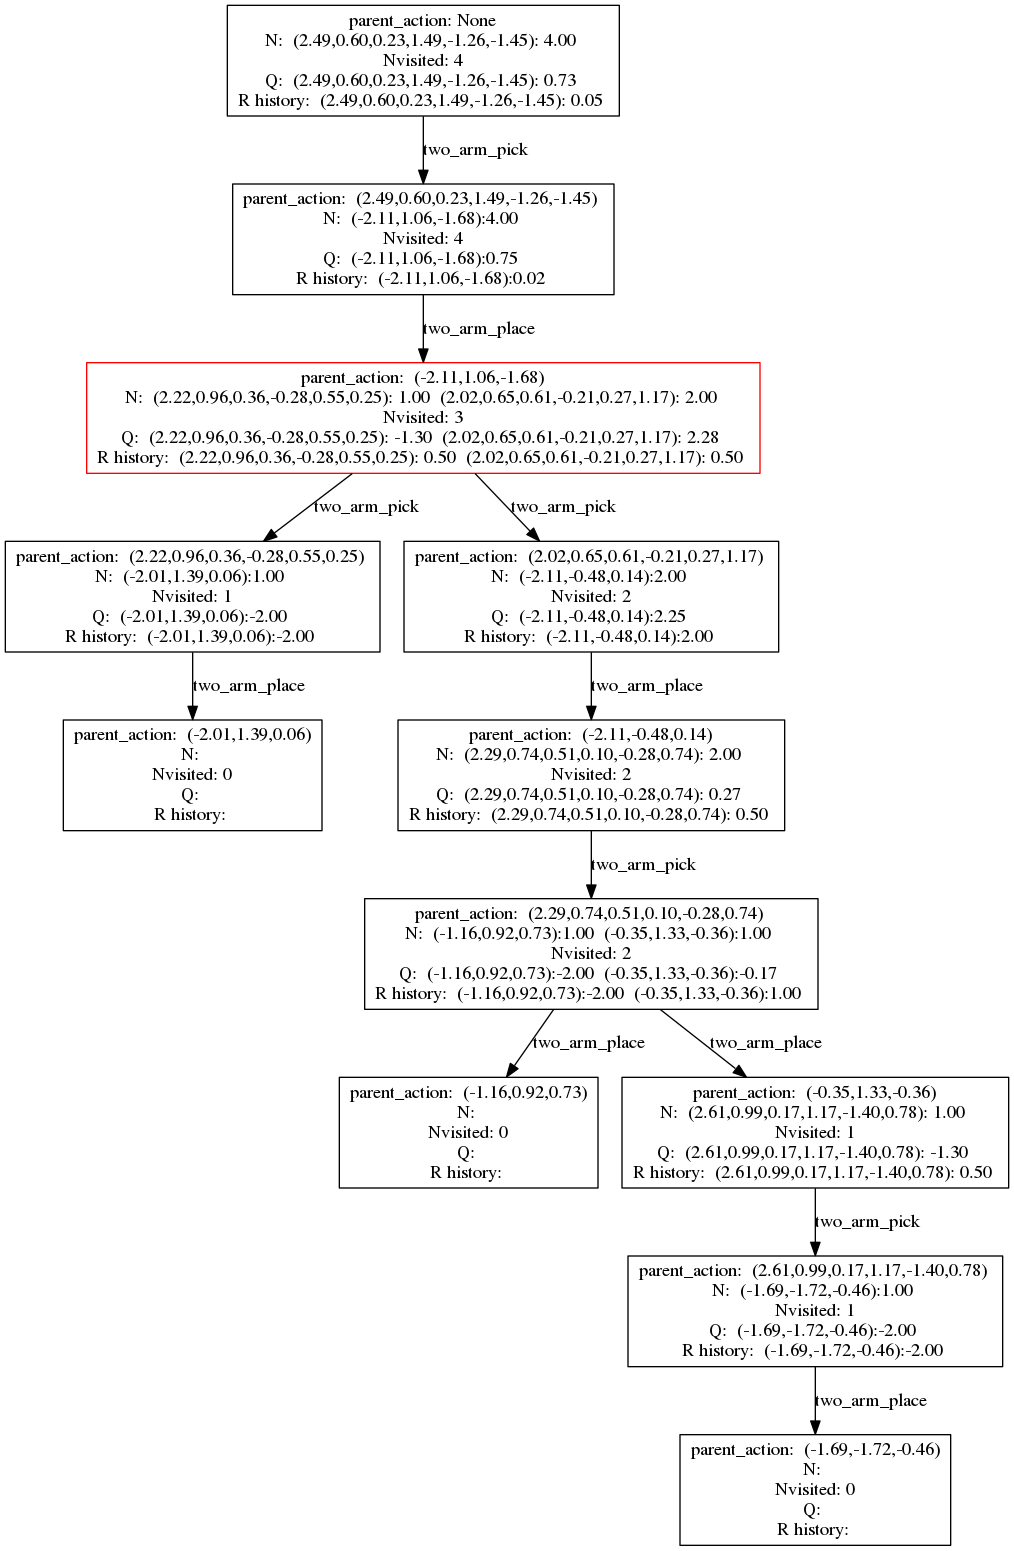 parent_action: None
N: (2.49,0.60,0.23,1.49,-1.26,-1.45): 4.00
Nvisited: 4
Q: (2.49,0.60,0.23,1.49,-1.26,-1.45): 0.73
R history: (2.49,0.60,0.23,1.49,-1.26,-1.45): 0.05
two_arm_pick
parent_action: (2.49,0.60,0.23,1.49,-1.26,-1.45)
N: (-2.11,1.06,-1.68):4.00
Nvisited: 4
Q: (-2.11,1.06,-1.68):0.75
R history: (-2.11,1.06,-1.68):0.02
two_arm_place
parent_action: (-2.11,1.06,-1.68)
N: (2.22,0.96,0.36,-0.28,0.55,0.25): 1.00 (2.02,0.65,0.61,-0.21,0.27,1.17): 2.00
Nvisited: 3
Q: (2.22,0.96,0.36,-0.28,0.55,0.25): -1.30 (2.02,0.65,0.61,-0.21,0.27,1.17): 2.28
R history: (2.22,0.96,0.36,-0.28,0.55,0.25): 0.50 (2.02,0.65,0.61,-0.21,0.27,1.17): 0.50
two_arm_pick
two_arm_pick
parent_action: (2.22,0.96,0.36,-0.28,0.55,0.25)
N: (-2.01,1.39,0.06):1.00
Nvisited: 1
Q: (-2.01,1.39,0.06):-2.00
R history: (-2.01,1.39,0.06):-2.00
parent_action: (2.02,0.65,0.61,-0.21,0.27,1.17)
N: (-2.11,-0.48,0.14):2.00
Nvisited: 2
Q: (-2.11,-0.48,0.14):2.25
R history: (-2.11,-0.48,0.14):2.00
two_arm_place
two_arm_place
parent_action: (-2.01,1.39,0.06)
N:
Nvisited: 0
Q:
R history:
parent_action: (-2.11,-0.48,0.14)
N: (2.29,0.74,0.51,0.10,-0.28,0.74): 2.00
Nvisited: 2
Q: (2.29,0.74,0.51,0.10,-0.28,0.74): 0.27
R history: (2.29,0.74,0.51,0.10,-0.28,0.74): 0.50
two_arm_pick
parent_action: (2.29,0.74,0.51,0.10,-0.28,0.74)
N: (-1.16,0.92,0.73):1.00 (-0.35,1.33,-0.36):1.00
Nvisited: 2
Q: (-1.16,0.92,0.73):-2.00 (-0.35,1.33,-0.36):-0.17
R history: (-1.16,0.92,0.73):-2.00 (-0.35,1.33,-0.36):1.00
two_arm_place
two_arm_place
parent_action: (-1.16,0.92,0.73)
N:
Nvisited: 0
Q:
R history:
parent_action: (-0.35,1.33,-0.36)
N: (2.61,0.99,0.17,1.17,-1.40,0.78): 1.00
Nvisited: 1
Q: (2.61,0.99,0.17,1.17,-1.40,0.78): -1.30
R history: (2.61,0.99,0.17,1.17,-1.40,0.78): 0.50
two_arm_pick
parent_action: (2.61,0.99,0.17,1.17,-1.40,0.78)
N: (-1.69,-1.72,-0.46):1.00
Nvisited: 1
Q: (-1.69,-1.72,-0.46):-2.00
R history: (-1.69,-1.72,-0.46):-2.00
two_arm_place
parent_action: (-1.69,-1.72,-0.46)
N:
Nvisited: 0
Q:
R history: